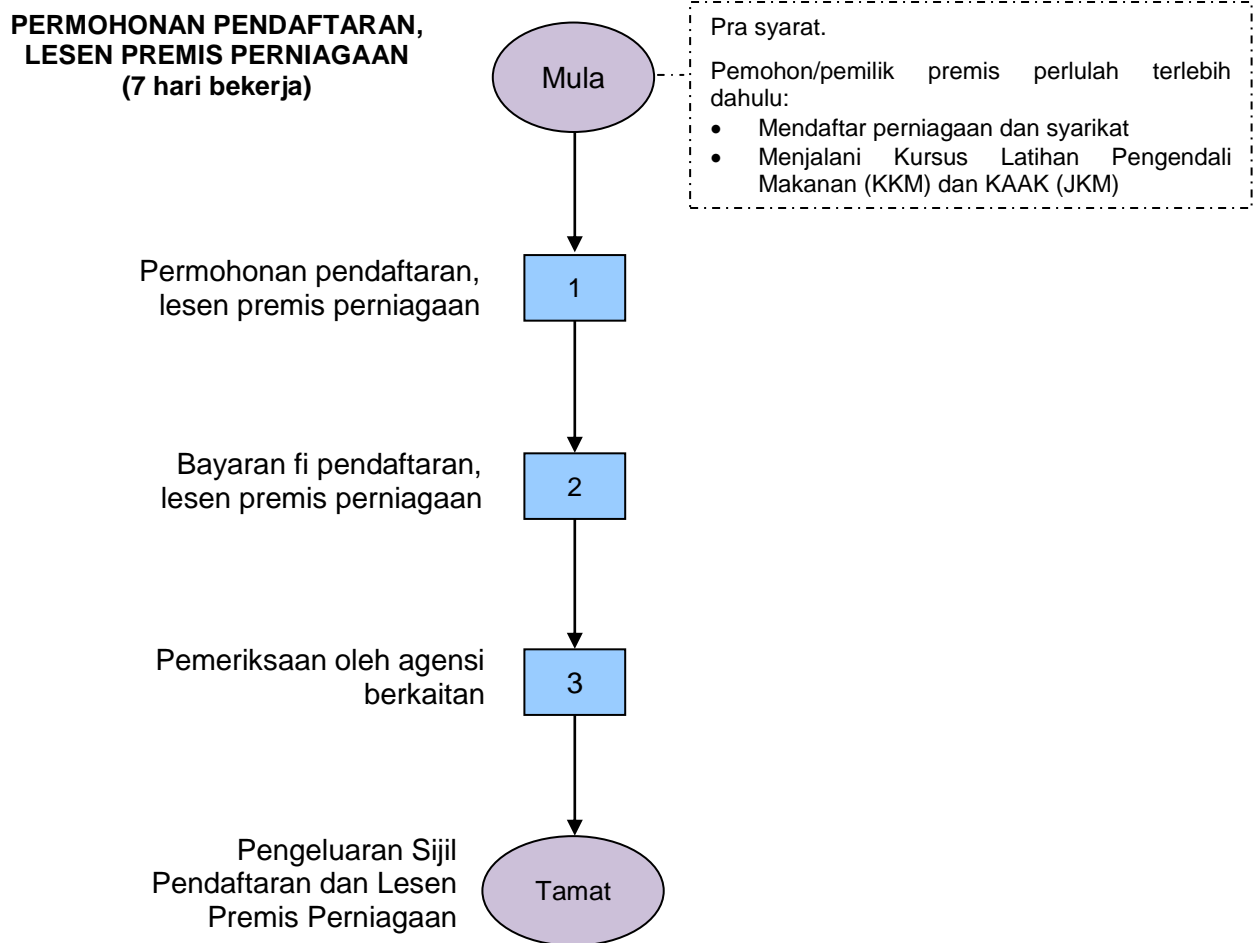 PERMOHONAN PENDAFTARAN,
LESEN PREMIS PERNIAGAAN
(7 hari bekerja)
Mula
Pra syarat.
Pemohon/pemilik premis perlulah terlebih
dahulu:
• Mendaftar perniagaan dan syarikat
• Menjalani Kursus Latihan Pengendali
Makanan (KKM) dan KAAK (JKM)
Permohonan pendaftaran,
lesen premis perniagaan
1
Bayaran fi pendaftaran,
lesen premis perniagaan
2
Pemeriksaan oleh agensi
berkaitan
3
Pengeluaran Sijil
Pendaftaran dan Lesen
Premis Perniagaan
Tamat